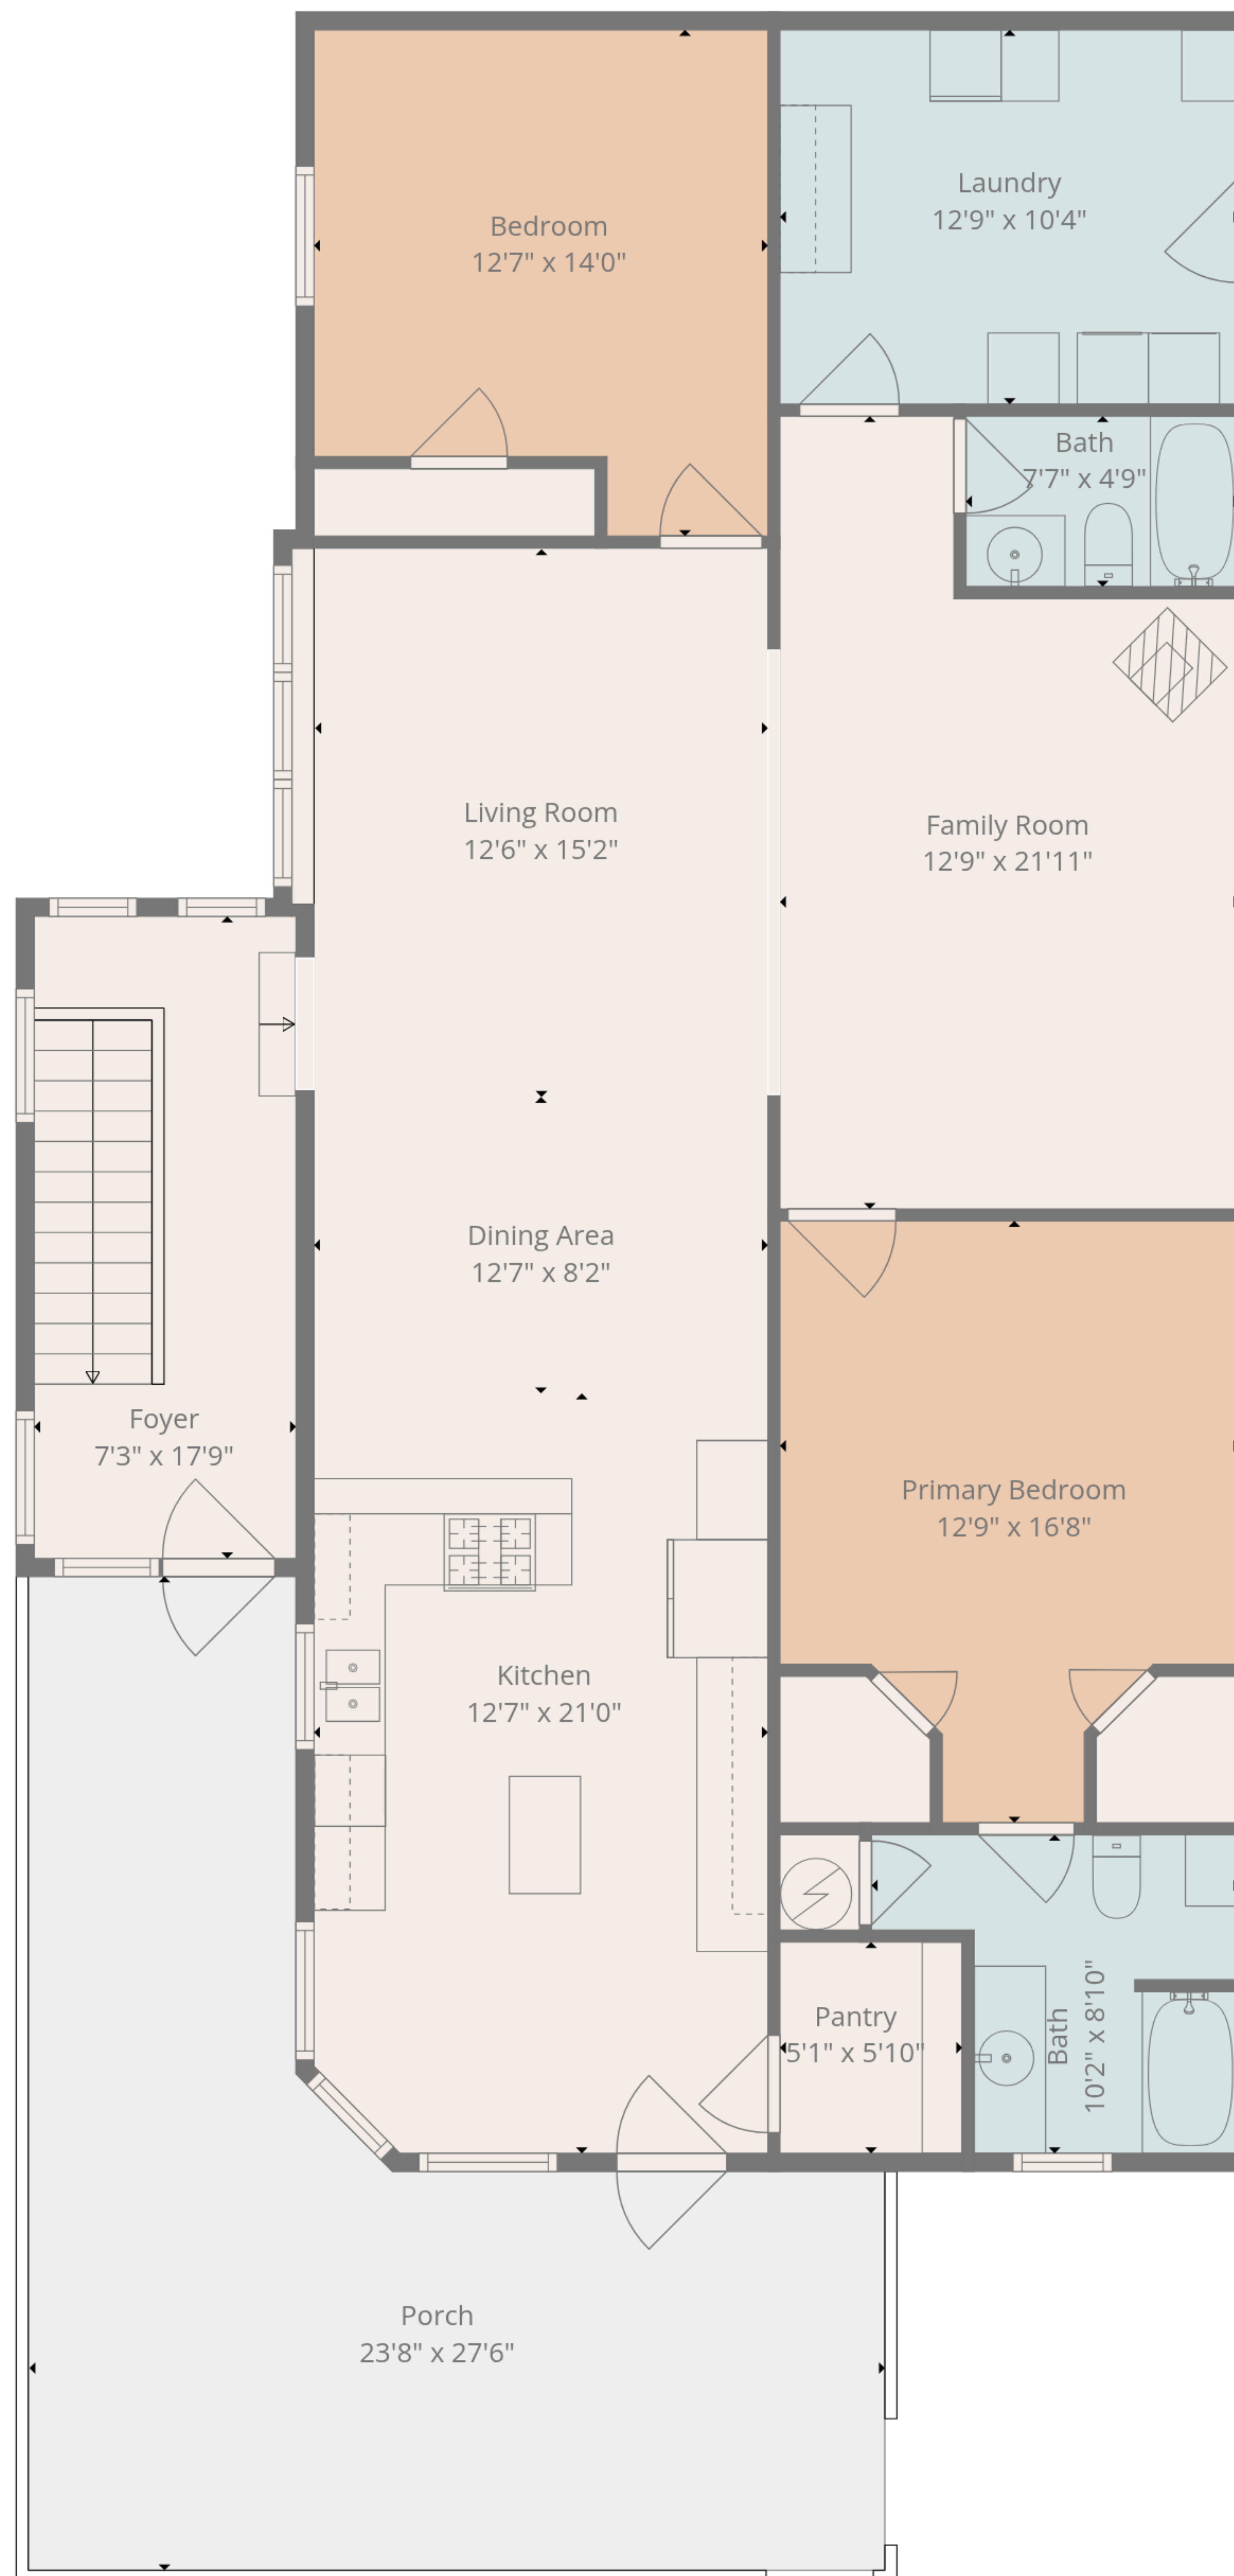 Bedroom
12'7" x 14'0"
Laundry
12'9" x 10'4"
Bath
7'7" x 4'9"
Living Room
12'6" x 15'2"
Family Room
12'9" x 21'11"
Dining Area
12'7" x 8'2"
Foyer
7'3" x 17'9"
Primary Bedroom
12'9" x 16'8"
Kitchen
12'7" x 21'0"
Pantry
5'1" x 5'10"
Bath
10'2" x 8'10"
Porch
23'8" x 27'6"